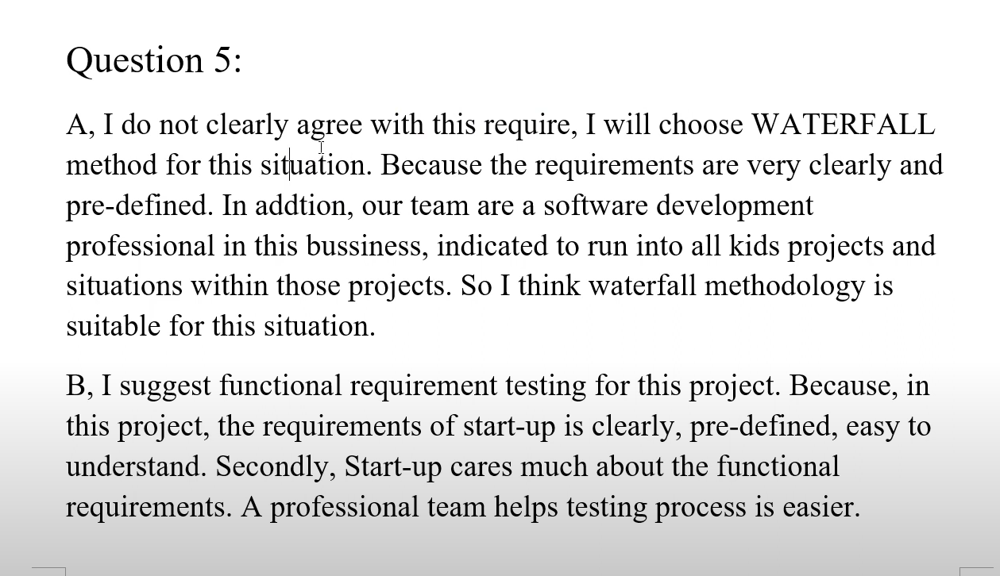 Question 5:
A, I do not clearly agree with this require, I will choose WATERFALL
method for this situation. Because the requirements are very clearly and
pre-defined. In addtion, our team are a software development
professional in this bussiness, indicated to run into all kids projects and
situations within those projects. So I think waterfall methodology is
suitable for this situation.
B, I suggest functional requirement testing for this project. Because, in
this project, the requirements of start-up is clearly, pre-defined, easy to
understand. Secondly, Start-up cares much about the functional
requirements. A professional team helps testing process is easier.